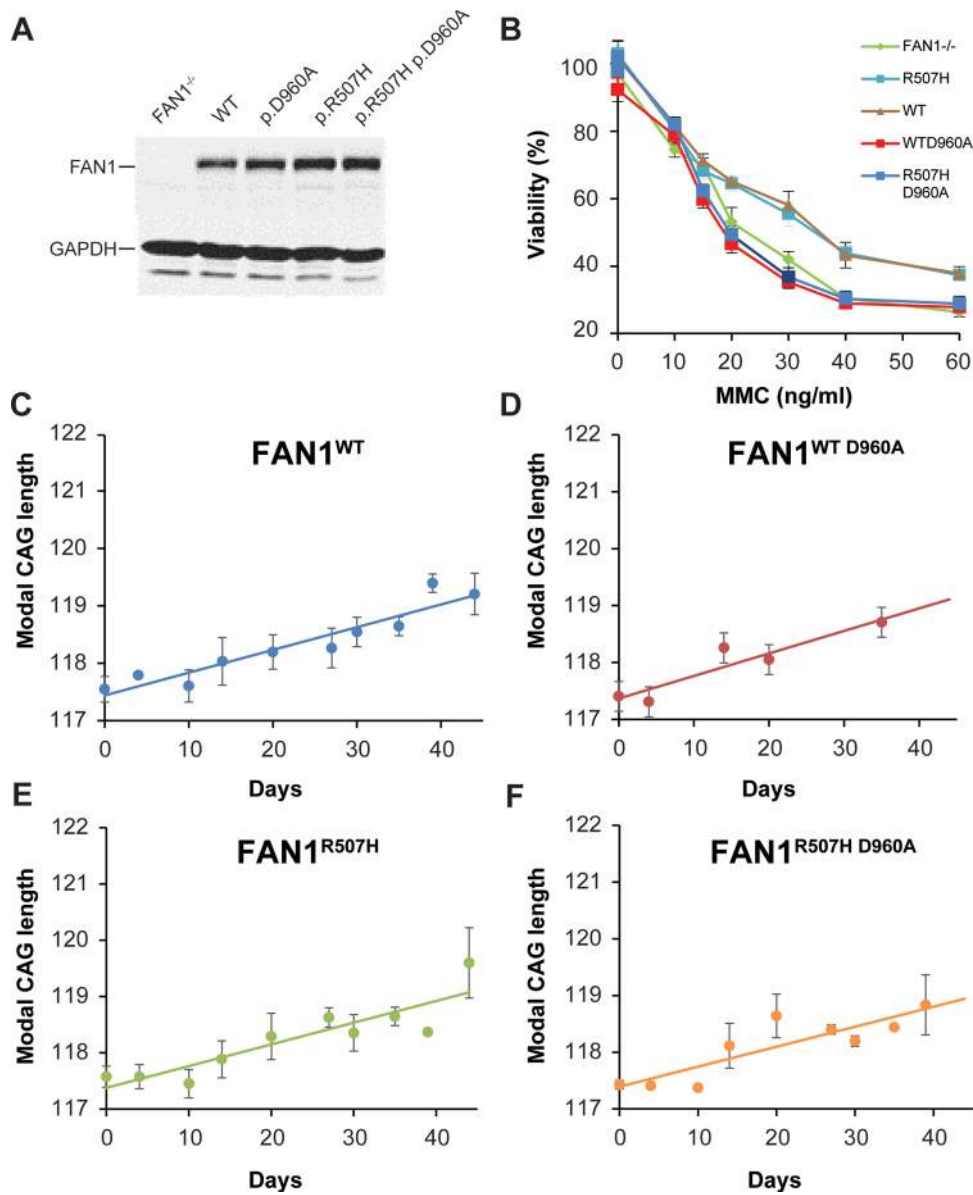 A
FAN1-/-
WT
p.D960A
p.R507H
p.R507H p.D960A
FAN1
GAPDH
B
Viability (%)
100
80
60
40
20
0 10 20 30 40 60
MMC (ng/ml)
FAN1-/-
R507H
WT
WTD960A
R507H
D960A
C
FAN1WT
Modal CAG length
122
121
120
119
118
117
0 10 20 30 40
Days
D
FAN1WT D960A
Modal CAG length
122
121
120
119
118
117
0 10 20 30 40
Days
E
FAN1R507H
Modal CAG length
122
121
120
119
118
117
0 10 20 30 40
Days
F
FAN1R507H D960A
Modal CAG length
122
121
120
119
118
117
0 10 20 30 40
Days